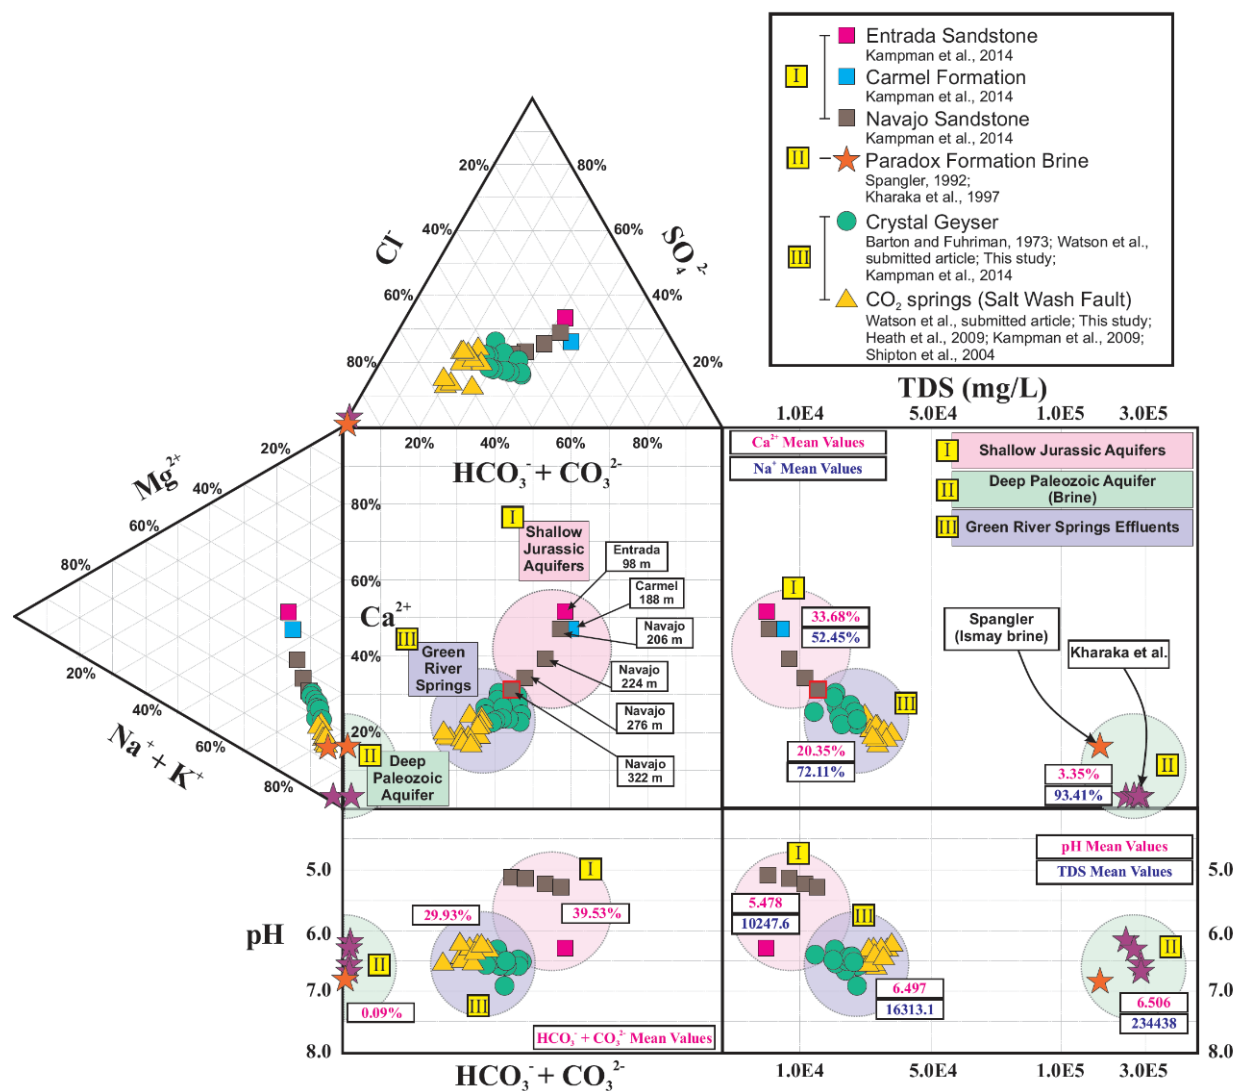 I
Entrada Sandstone
Kampman et al., 2014
Carmel Formation
Kampman et al., 2014
Navajo Sandstone
Kampman et al., 2014
II
Paradox Formation Brine
Spangler, 1992;
Kharaka et al., 1997
III
Crystal Geyser
Barton and Fuhriman, 1973; Watson et al.,
submitted article; This study;
Kampman et al., 2014
CO₂ springs (Salt Wash Fault)
Watson et al., submitted article; This study;
Heath et al., 2009; Kampman et al., 2009;
Shipton et al., 2004
20% 80%
40% 60%
Cl⁻
SO₄²⁻
60% 40%
80% 20%
20% 40% 60% 80%
HCO₃⁻ + CO₃²⁻
TDS (mg/L)
1.0E4 5.0E4 1.0E5 3.0E5
Mg²⁺
20%
40%
60%
80%
Na⁺ + K⁺
20%
40%
60%
80%
Ca²⁺
80%
60%
40%
20%
I
Shallow
Jurassic
Aquifers
Entrada
98 m
Carmel
188 m
Navajo
206 m
Navajo
224 m
Navajo
276 m
Navajo
322 m
III
Green
River
Springs
II
Deep
Paleozoic
Aquifer
Ca²⁺ Mean Values
Na⁺ Mean Values
I
Shallow Jurassic Aquifers
II
Deep Paleozoic Aquifer
(Brine)
III
Green River Springs Effluents
I
33.68%
52.45%
III
20.35%
72.11%
Spangler
(Ismay brine)
Kharaka et al.
II
3.35%
93.41%
pH
5.0
6.0
7.0
8.0
I
29.93%
39.53%
II
0.09%
III
HCO₃⁻ + CO₃²⁻ Mean Values
HCO₃⁻ + CO₃²⁻
pH Mean Values
TDS Mean Values
I
5.478
10247.6
III
6.497
16313.1
II
6.506
234438
5.0
6.0
7.0
8.0
1.0E4 5.0E4 1.0E5 3.0E5